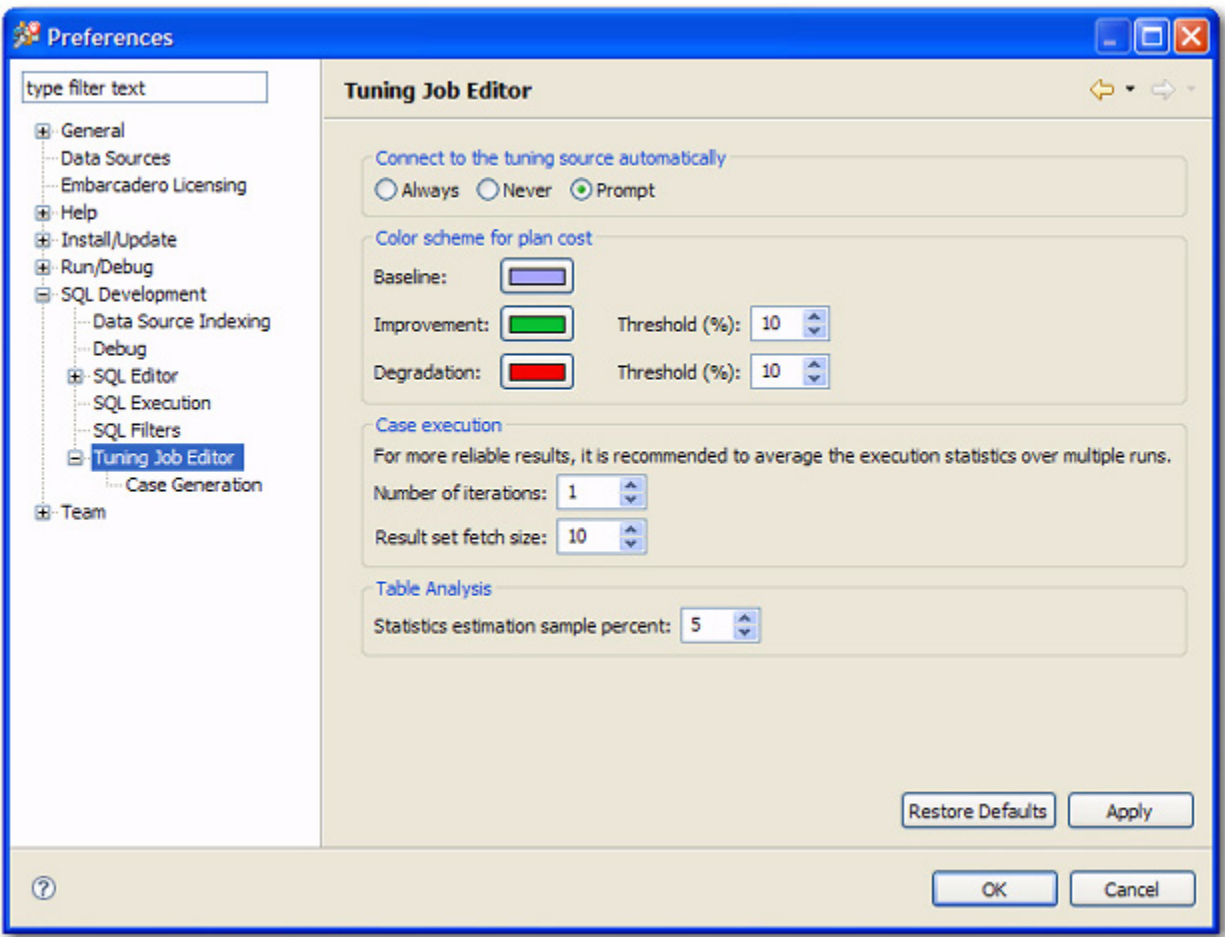 Preferences
type filter text
General
Data Sources
Embarcadero Licensing
Help
Install/Update
Run/Debug
SQL Development
Data Source Indexing
Debug
SQL Editor
SQL Execution
SQL Filters
Tuning Job Editor
Case Generation
Team
Tuning Job Editor
Connect to the tuning source automatically
Always Never Prompt
Color scheme for plan cost
Baseline:
Improvement: Threshold (%): 10
Degradation: Threshold (%): 10
Case execution
For more reliable results, it is recommended to average the execution statistics over multiple runs.
Number of iterations: 1
Result set fetch size: 10
Table Analysis
Statistics estimation sample percent: 5
Restore Defaults Apply
? OK Cancel